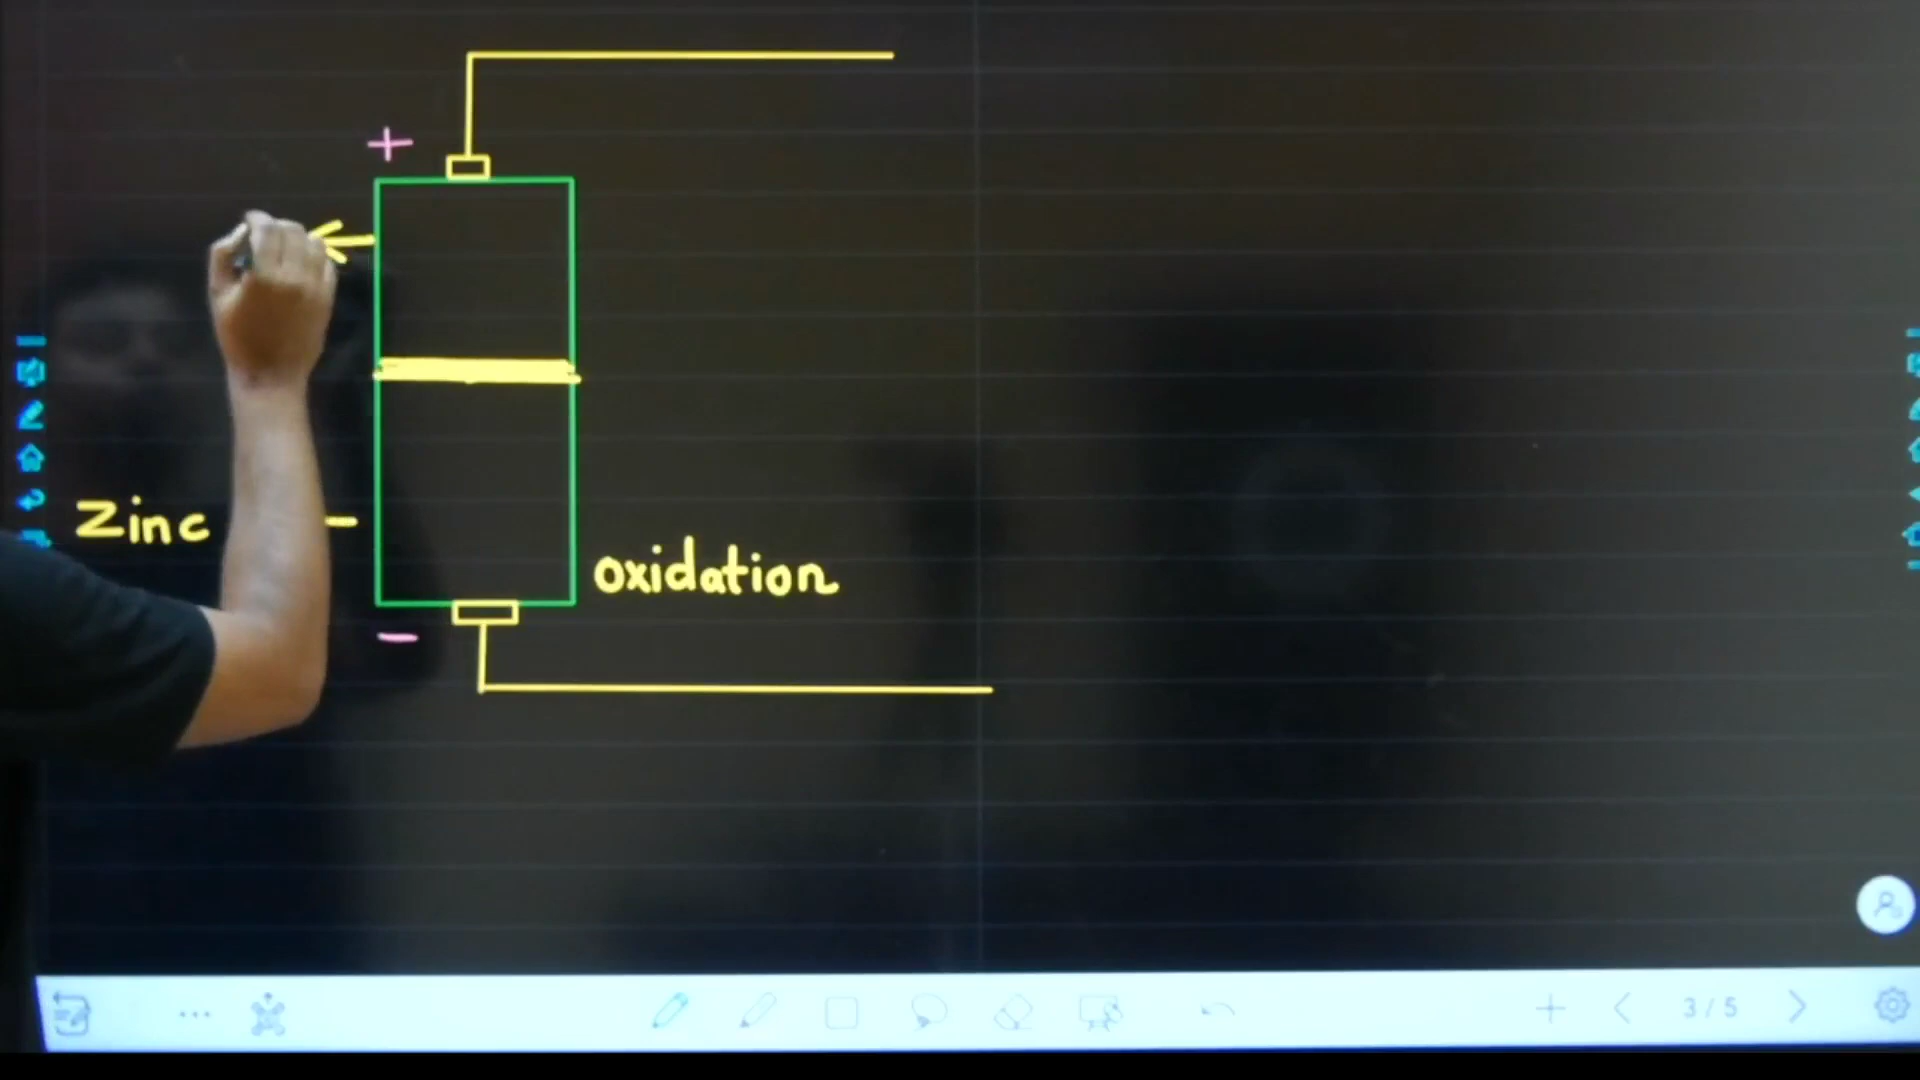 +
Zinc -
oxidation
-
3/5